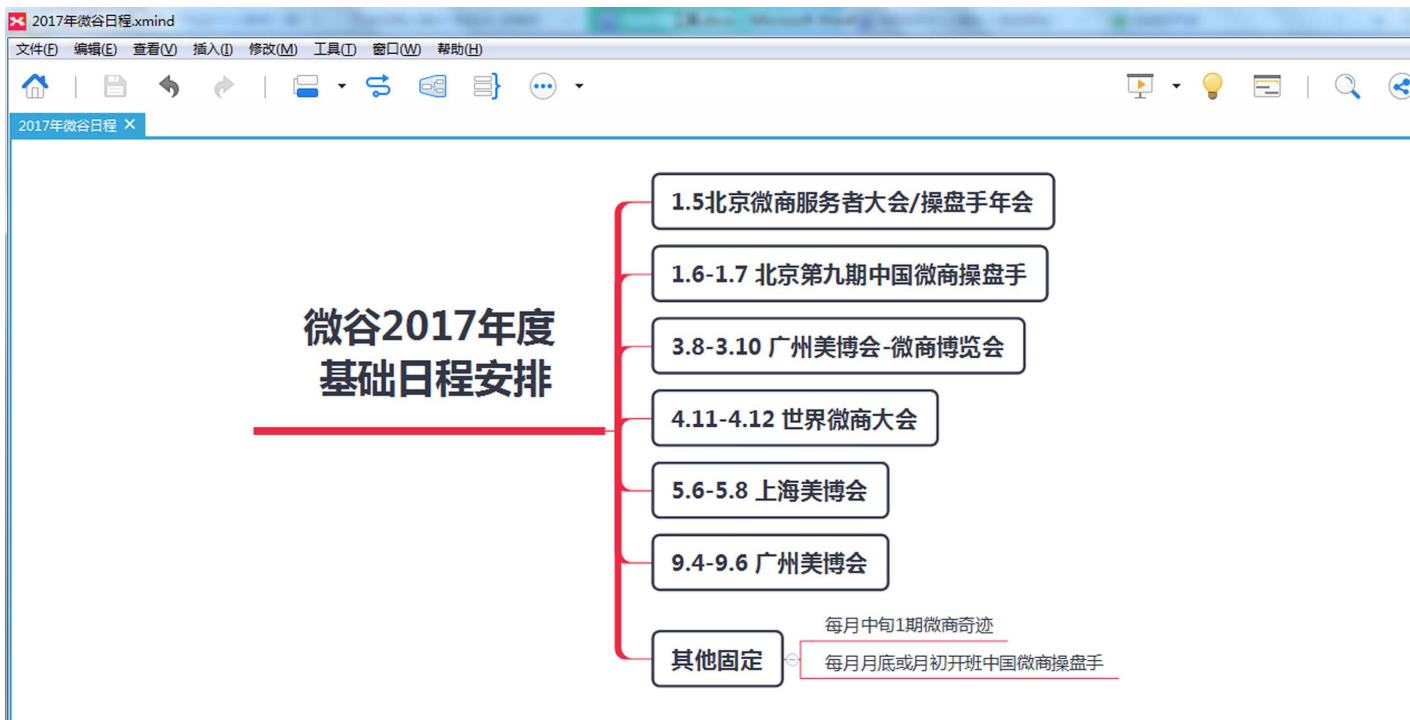 2017年微谷日程.xmind
文件(F) 编辑(E) 查看(V) 插入(I) 修改(M) 工具(T) 窗口(W) 帮助(H)
2017年微谷日程
微谷2017年度
基础日程安排
1.5北京微商服务者大会/操盘手年会
1.6-1.7 北京第九期中国微商操盘手
3.8-3.10 广州美博会-微商博览会
4.11-4.12 世界微商大会
5.6-5.8 上海美博会
9.4-9.6 广州美博会
其他固定
每月中旬1期微商奇迹
每月月底或月初开班中国微商操盘手